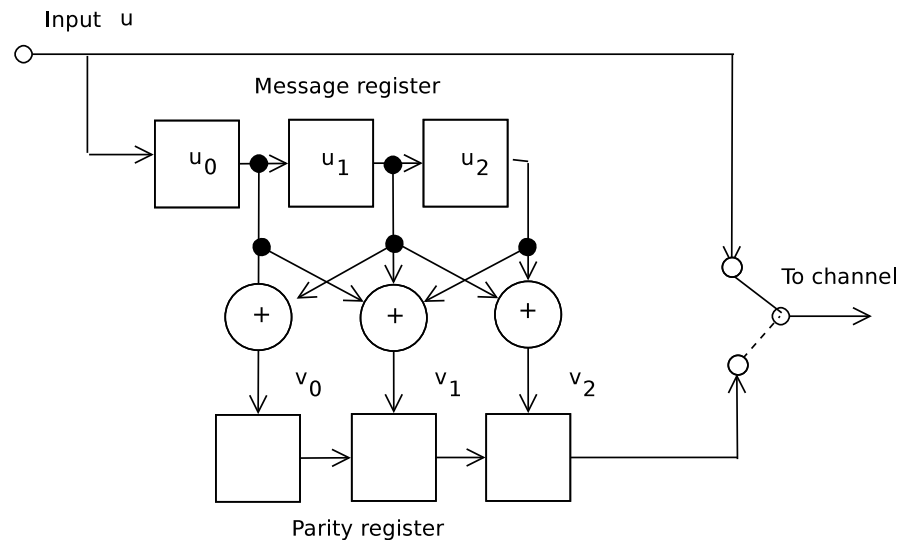 Input u
Message register
u0 u1 u2
To channel
+ + +
v0 v1 v2
Parity register